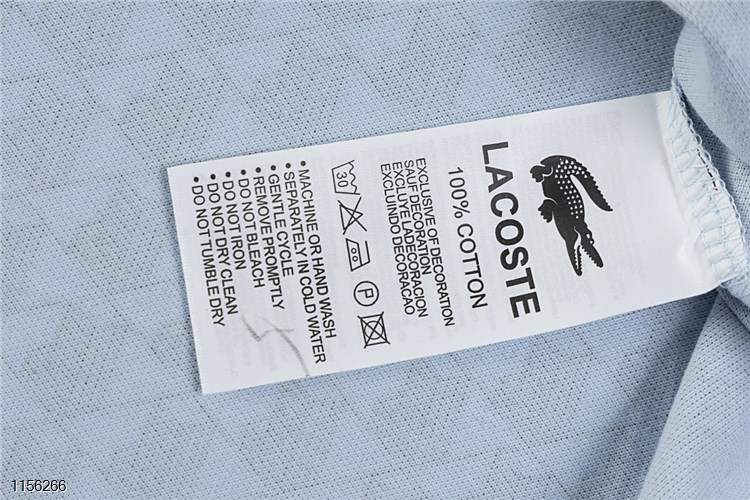 LACOSTE
100% COTTON
EXCLUSIVE OF DECORATION
SAUF DECORATION
EXCLUYE LADECORACION
EXCLUINDO A DECORACAO
30
P
• MACHINE OR HAND WASH
• SEPARATELY IN COLD WATER
• GENTLE CYCLE
• REMOVE PROMPTLY
• DO NOT BLEACH
• DO NOT IRON
• DO NOT DRY CLEAN
• DO NOT TUMBLE DRY
1156266